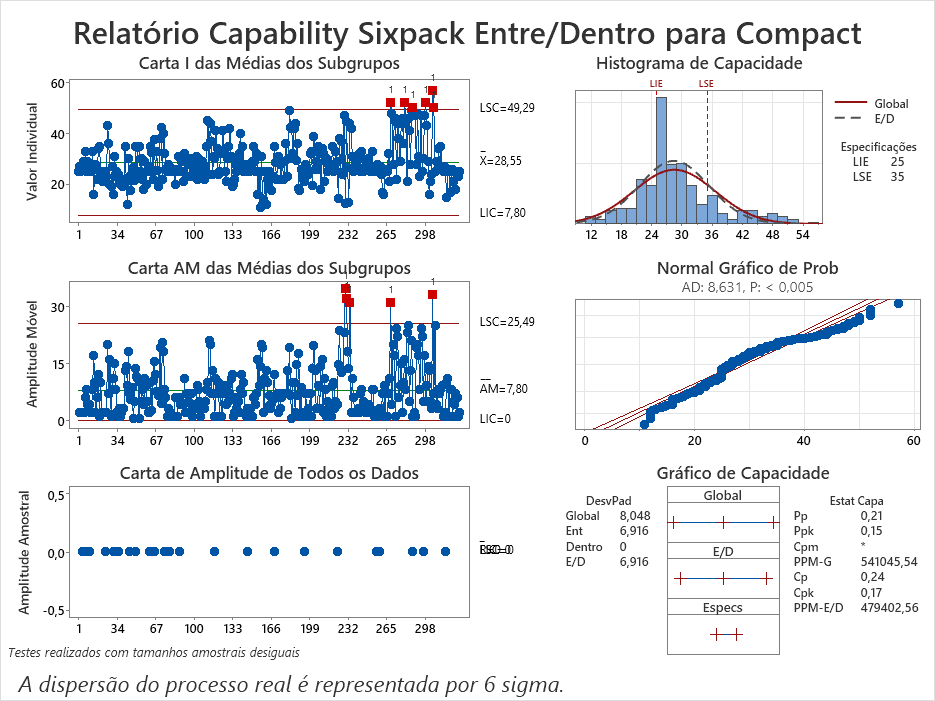 Relatório Capability Sixpack Entre/Dentro para Compact
Carta I das Médias dos Subgrupos
Valor Individual
60
40
20
1
1
1
1
1
LSC=49,29
_
X=28,55
LIC=7,80
1 34 67 100 133 166 199 232 265 298
Carta AM das Médias dos Subgrupos
Amplitude Móvel
30
15
0
1
1
1
LSC=25,49
__
AM=7,80
LIC=0
1 34 67 100 133 166 199 232 265 298
Carta de Amplitude de Todos os Dados
Amplitude Amostral
0,5
0,0
-0,5
1 34 67 100 133 166 199 232 265 298
Testes realizados com tamanhos amostrais desiguais
Histograma de Capacidade
LIE LSE
12 18 24 30 36 42 48 54
Global
E/D
Especificações
LIE 25
LSE 35
Normal Gráfico de Prob
AD: 8,631, P: < 0,005
0 20 40 60
Gráfico de Capacidade
DesvPad
Global 8,048
Ent 6,916
Dentro 0
E/D 6,916
Global
E/D
Especs
Estat Capa
Pp 0,21
Ppk 0,15
Cpm *
PPM-G 541045,54
Cp 0,24
Cpk 0,17
PPM-E/D 479402,56
A dispersão do processo real é representada por 6 sigma.